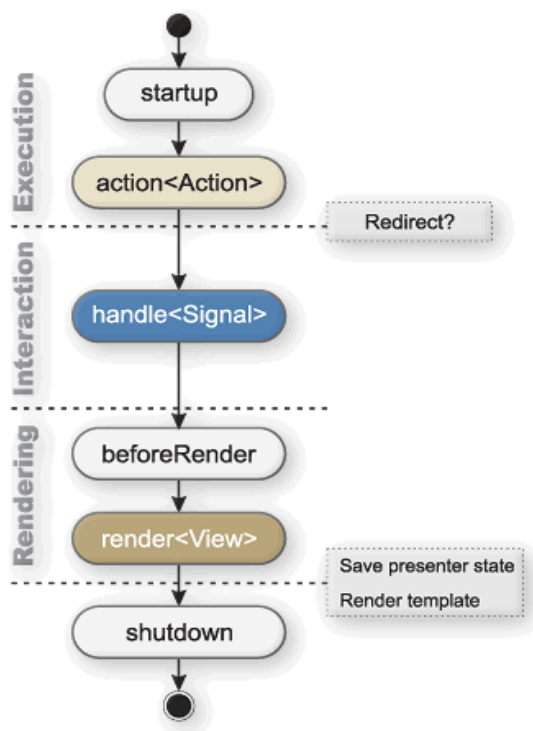 startup
Execution
action<Action>
Redirect?
Interaction
handle<Signal>
Rendering
beforeRender
render<View>
Save presenter state
Render template
shutdown